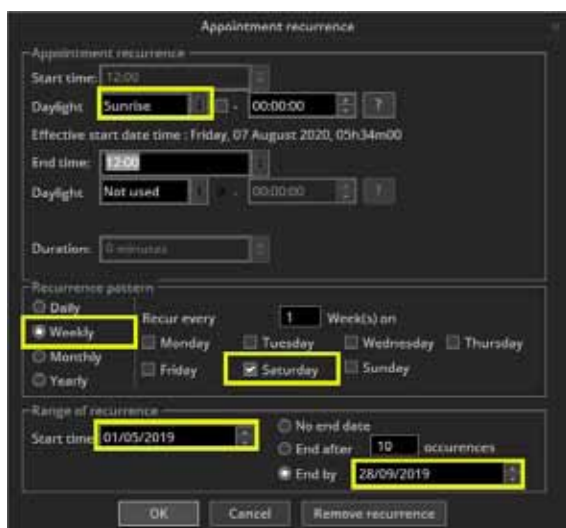 Appointment recurrence
Appointment recurrence
Start time: 12:00
Daylight Sunrise - 00:00:00 ?
Effective start date time : Friday, 07 August 2020, 05h34m00
End time: 12:00
Daylight Not used - 00:00:00 ?
Duration: 0 minutes
Recurrence pattern
Daily
Weekly
Monthly
Yearly
Recur every 1 Week(s) on
Monday Tuesday Wednesday Thursday
Friday Saturday Sunday
Range of recurrence
Start time 01/05/2019
No end date
End after 10 occurences
End by 28/09/2019
OK Cancel Remove recurrence